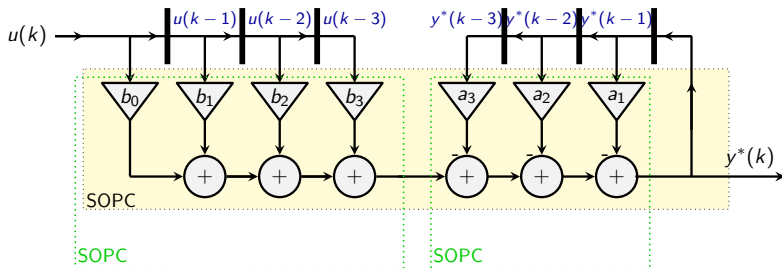 u(k−1) u(k−2) u(k−3) y*(k−3) y*(k−2) y*(k−1)
u(k)
b₀ b₁ b₂ b₃ a₃ a₂ a₁
- - -
+ + + + + +
y*(k)
SOPC
SOPC SOPC